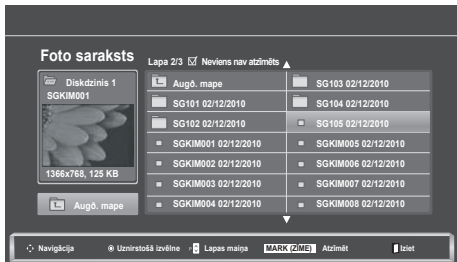 Foto saraksts
Lapa 2/3 ☑ Neviens nav atzīmēts
Diskdzinis 1
SGKIM001
1366x768, 125 KB
Augō. mape
Augō. mape
SG101 02/12/2010
SG102 02/12/2010
SGKIM001 02/12/2010
SGKIM002 02/12/2010
SGKIM003 02/12/2010
SGKIM004 02/12/2010
SG103 02/12/2010
SG104 02/12/2010
SG105 02/12/2010
SGKIM005 02/12/2010
SGKIM006 02/12/2010
SGKIM007 02/12/2010
SGKIM008 02/12/2010
Navigācija Uznirstošā izvēlne P Lapas maiņa MARK (ZĪME) Atzīmēt Iziet